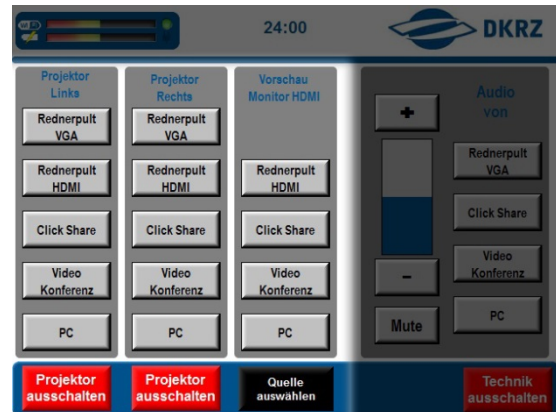 24:00
DKRZ
Projektor
Links
Rednerpult
VGA
Rednerpult
HDMI
Click Share
Video
Konferenz
PC
Projektor
ausschalten
Projektor
Rechts
Rednerpult
VGA
Rednerpult
HDMI
Click Share
Video
Konferenz
PC
Projektor
ausschalten
Vorschau
Monitor HDMI
Rednerpult
HDMI
Click Share
Video
Konferenz
PC
Quelle
auswählen
+
-
Mute
Audio
von
Rednerpult
VGA
Click Share
Video
Konferenz
PC
Technik
ausschalten